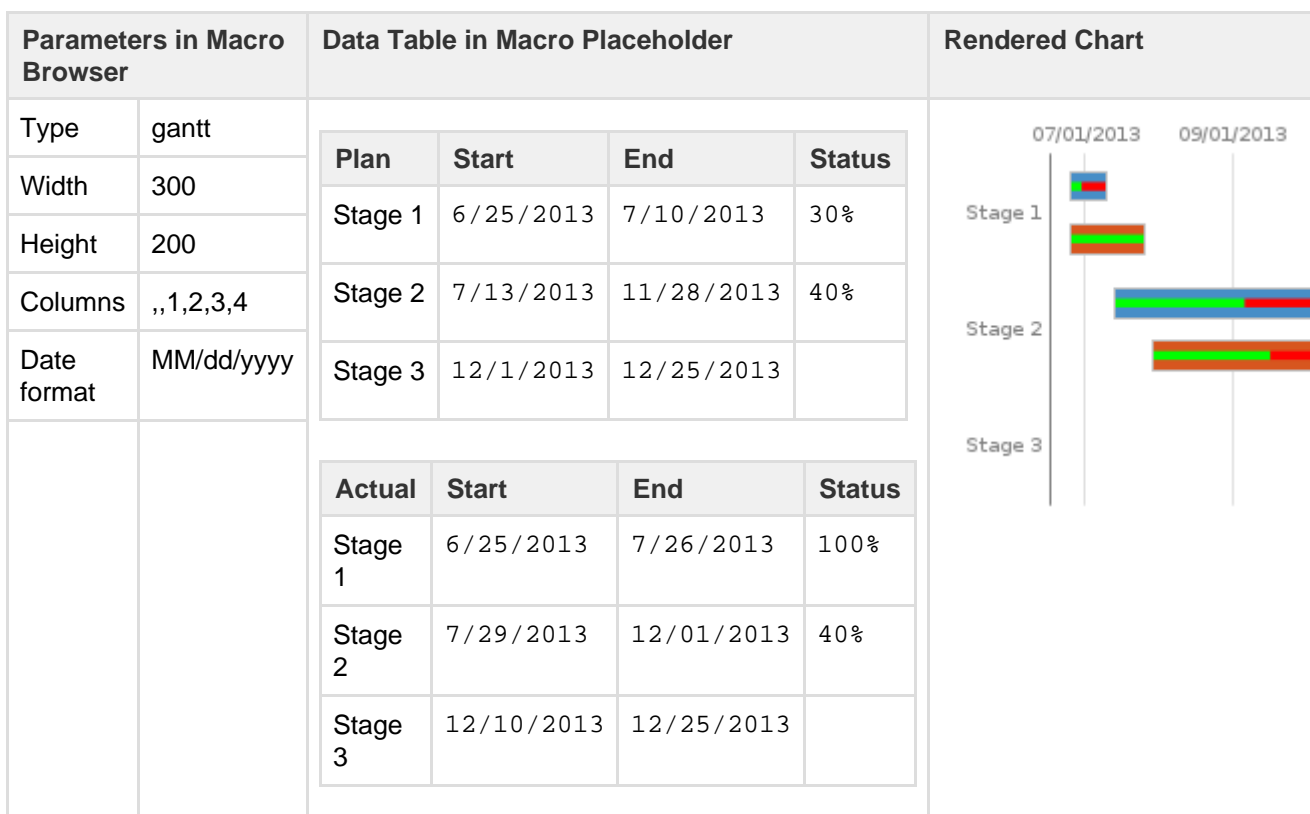 Parameters in Macro
Browser
Data Table in Macro Placeholder
Rendered Chart
Type gantt
Width 300
Height 200
Columns ,,1,2,3,4
Date
format
MM/dd/yyyy
Plan Start End Status
Stage 1 6/25/2013 7/10/2013 30%
Stage 2 7/13/2013 11/28/2013 40%
Stage 3 12/1/2013 12/25/2013
Actual Start End Status
Stage
1
6/25/2013 7/26/2013 100%
Stage
2
7/29/2013 12/01/2013 40%
Stage
3
12/10/2013 12/25/2013
07/01/2013 09/01/2013
Stage 1
Stage 2
Stage 3